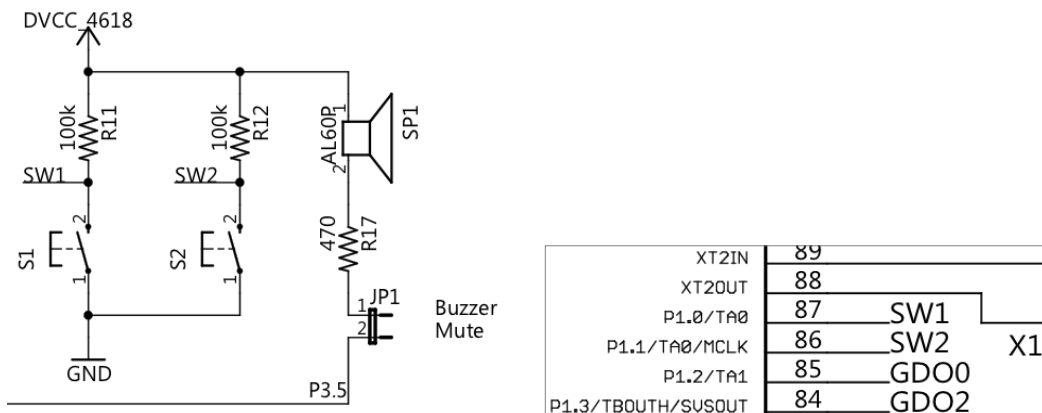 DVCC_4618
100k
R11
100k
R12
AL60P
1
2
SP1
SW1
SW2
S1
2
1
S2
2
1
470
R17
JP1
1
2
Buzzer
Mute
GND
P3.5
XT2IN 89
XT2OUT 88
P1.0/TA0 87 SW1
P1.1/TA0/MCLK 86 SW2 X1
P1.2/TA1 85 GDO0
P1.3/TBOUTH/SVSOUT 84 GDO2